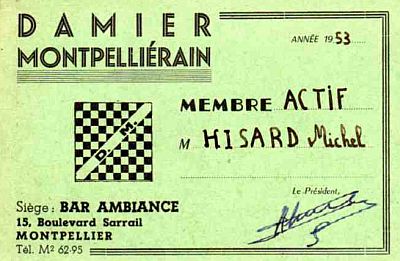 DAMIER
MONTPELLIÉRAIN
ANNÉE 1953
MEMBRE ACTIF
M HISARD Michel
D. M.
Le Président,
Siège : BAR AMBIANCE
15, Boulevard Sarrail
MONTPELLIER
Tél. M² 62-95